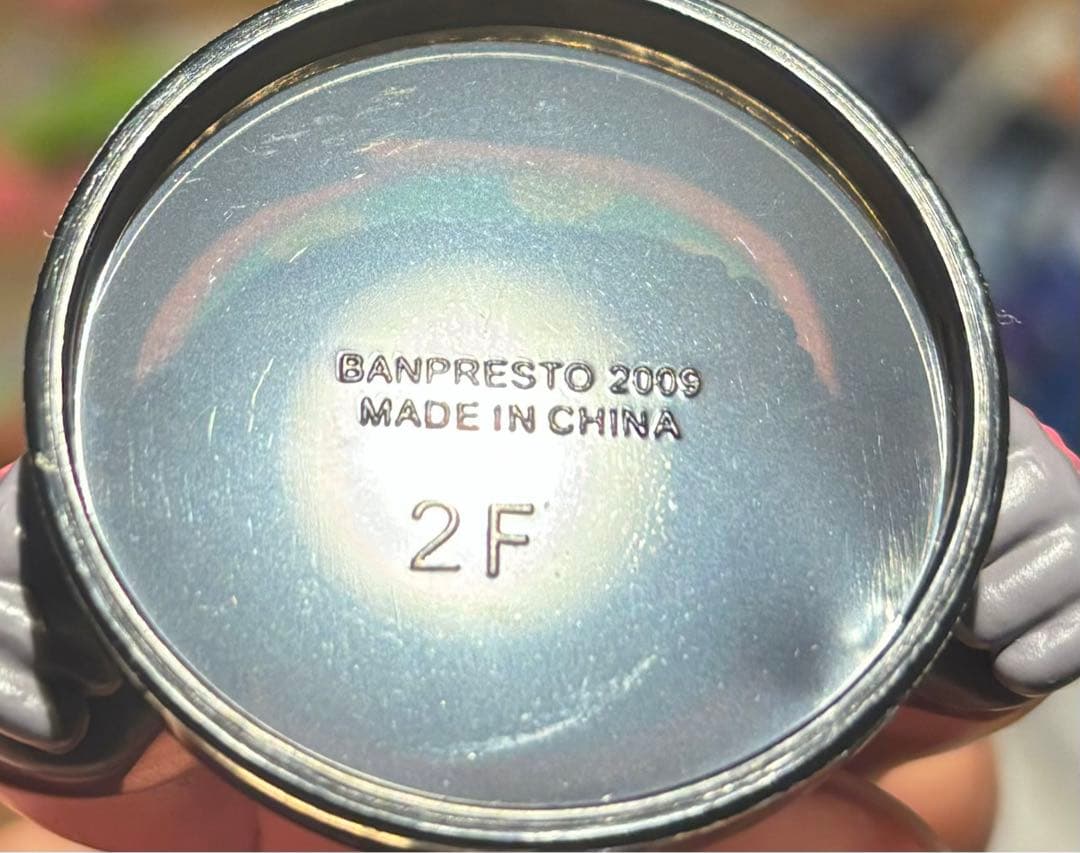 BANPRESTO 2009
MADE IN CHINA
2F